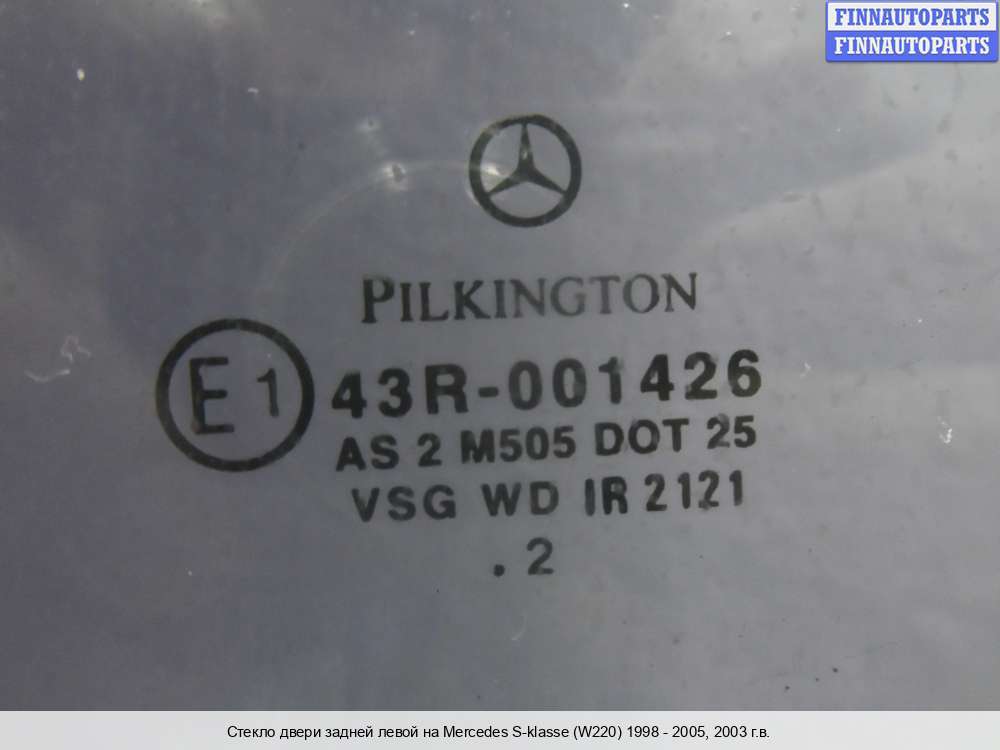 FINNAUTOPARTS
FINNAUTOPARTS
PILKINGTON
E1 43R-001426
AS 2 M505 DOT 25
VSG WD IR 2121
. 2
Стекло двери задней левой на Mercedes S-klasse (W220) 1998 - 2005, 2003 г.в.